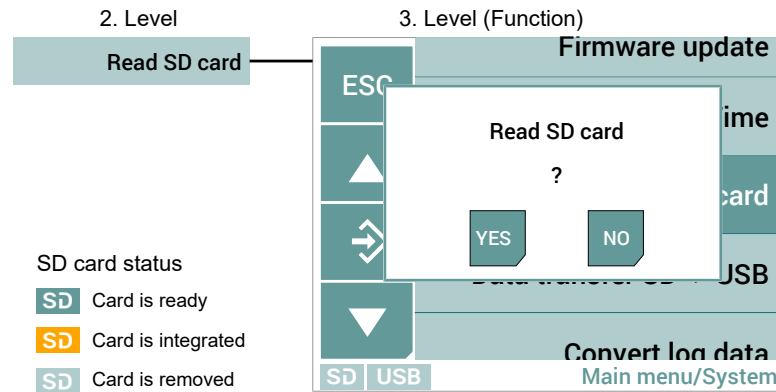 2. Level
3. Level (Function)
Read SD card
Firmware update
ESC
ime
Read SD card
?
card
YES
NO
USB
SD card status
SD Card is ready
SD Card is integrated
SD Card is removed
Convert log data
SD USB
Main menu/System